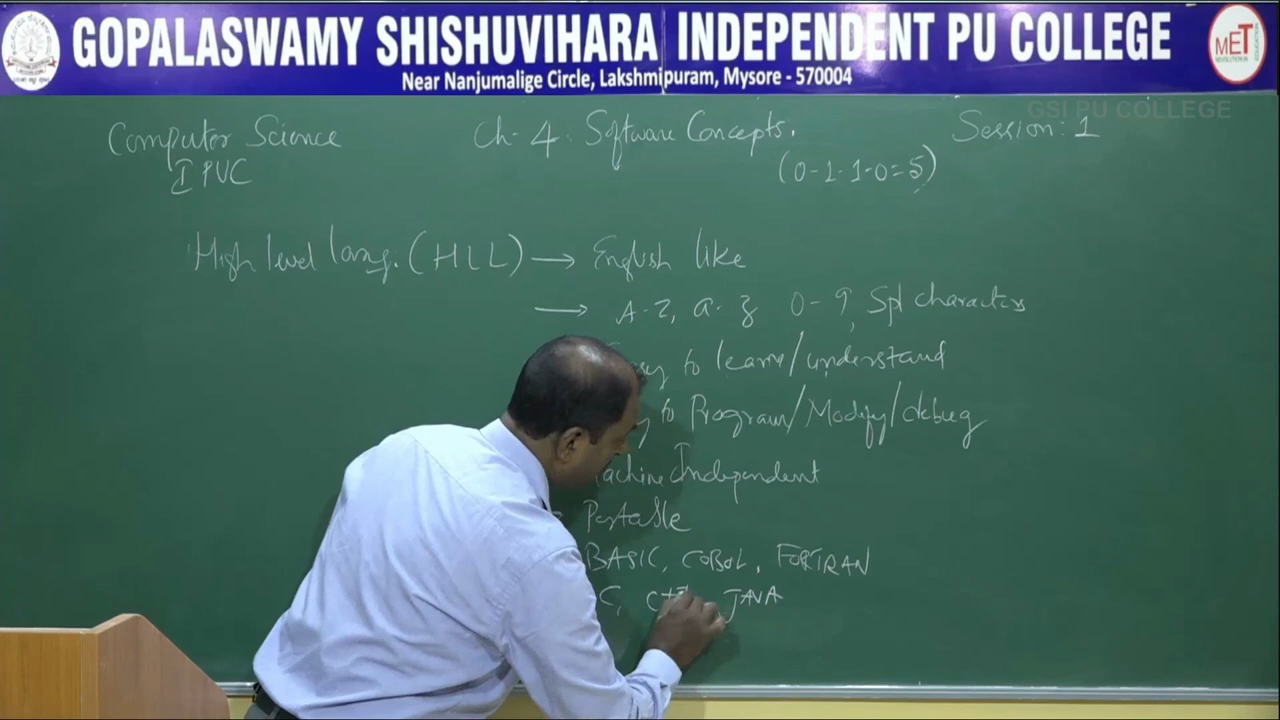 GOPALASWAMY SHISHUVIHARA INDEPENDENT PU COLLEGE
Near Nanjumalige Circle, Lakshmipuram, Mysore - 570004
MET
GSI PU COLLEGE
Computer Science
I PUC
Ch- 4. Software Concepts.
Session: 1
(0-1-1-0=5)
High level lang. (HLL) → English like
→ A-Z, a-z 0-9, Spl characters
to learn/understand
to Program/Modify/debug
Independent
Portable
BASIC, COBOL, FORTRAN
C, JAVA